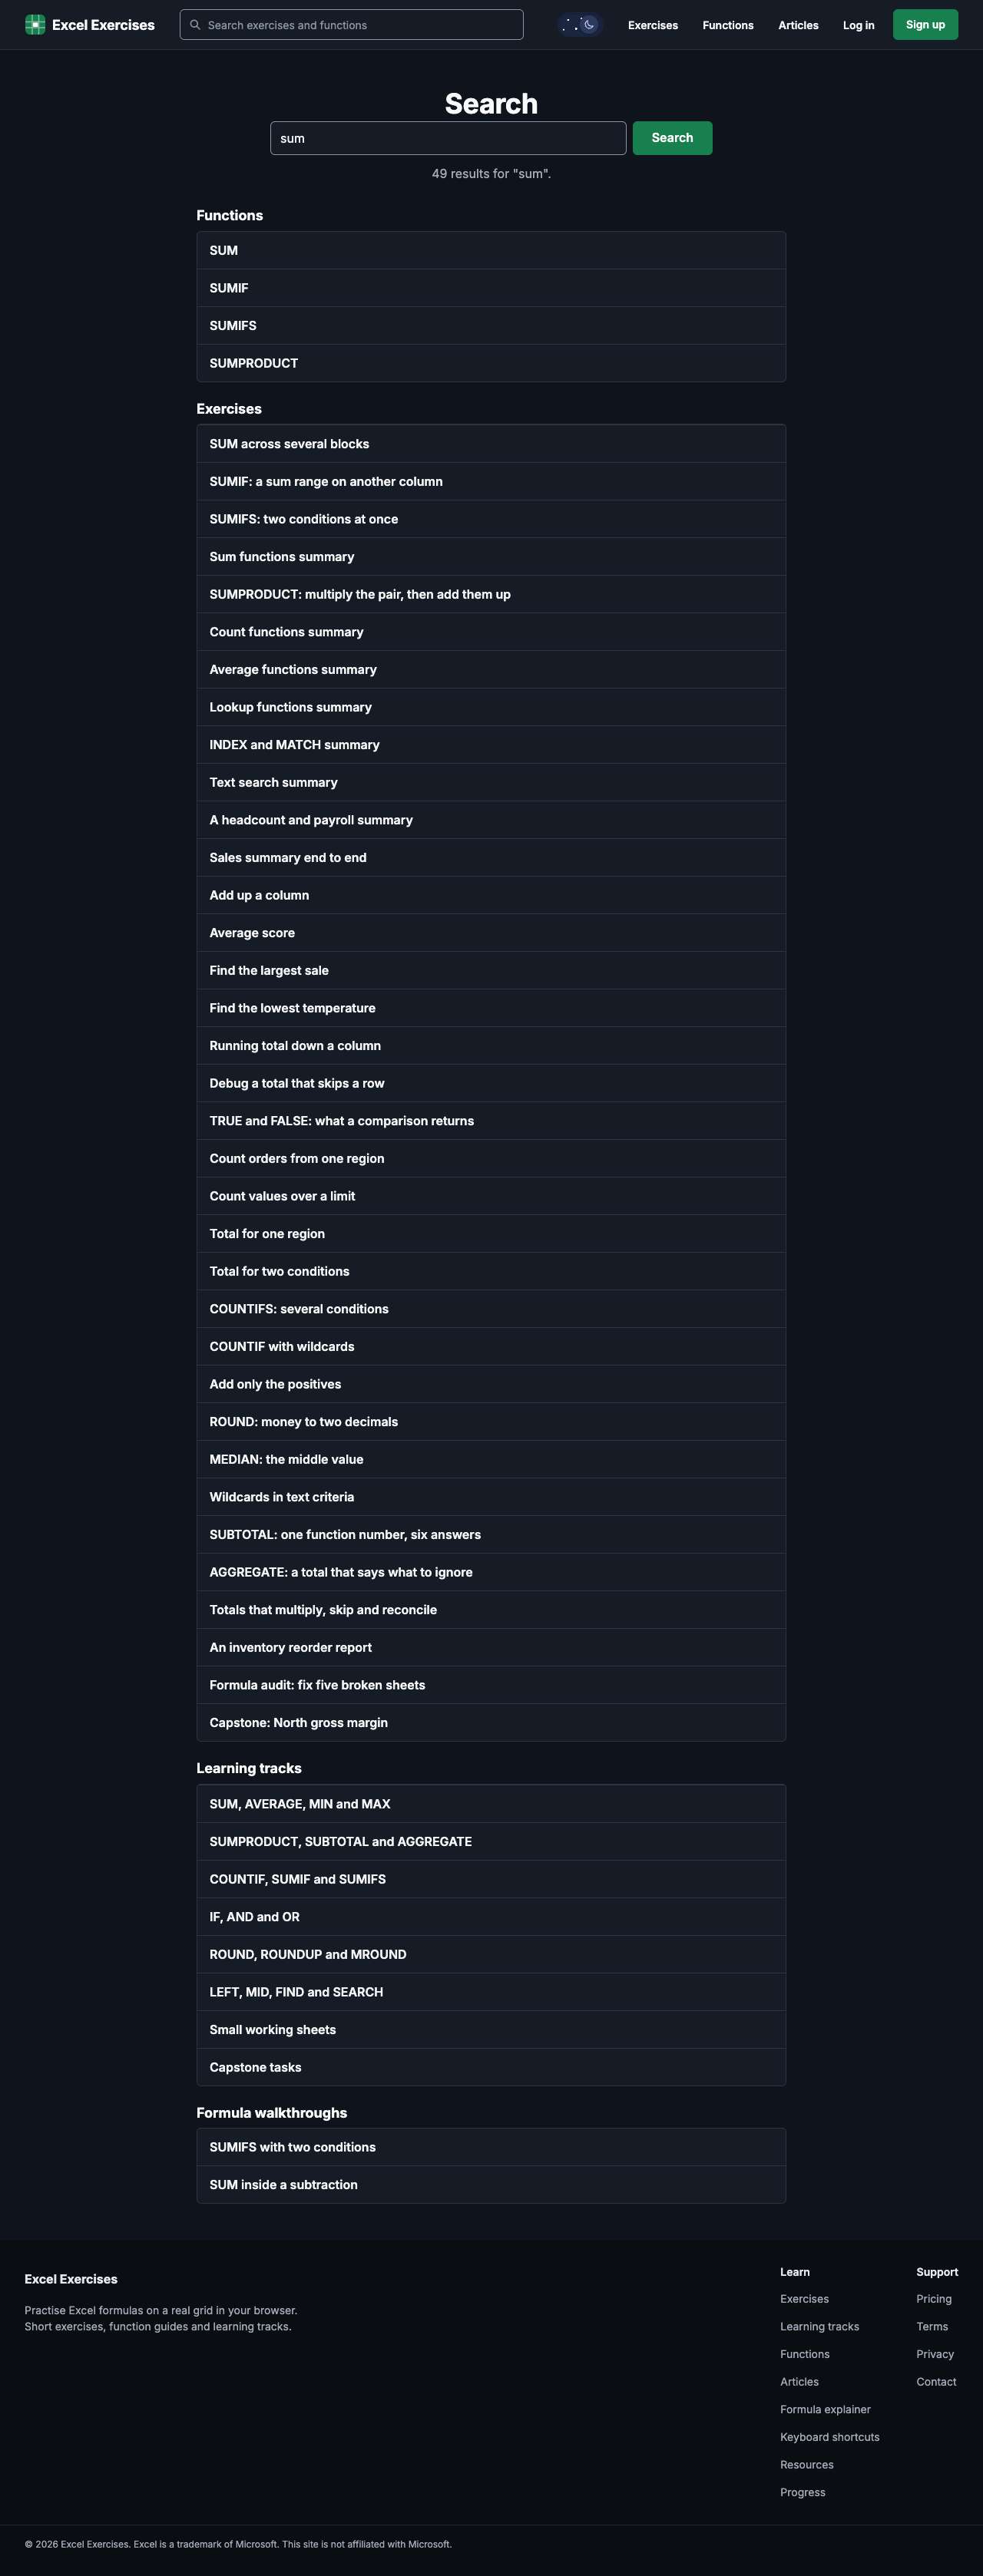 Excel Exercises
Search exercises and functions
Exercises
Functions
Articles
Log in
Sign up
Search
sum
Search
49 results for "sum".
Functions
SUM
SUMIF
SUMIFS
SUMPRODUCT
Exercises
SUM across several blocks
SUMIF: a sum range on another column
SUMIFS: two conditions at once
Sum functions summary
SUMPRODUCT: multiply the pair, then add them up
Count functions summary
Average functions summary
Lookup functions summary
INDEX and MATCH summary
Text search summary
A headcount and payroll summary
Sales summary end to end
Add up a column
Average score
Find the largest sale
Find the lowest temperature
Running total down a column
Debug a total that skips a row
TRUE and FALSE: what a comparison returns
Count orders from one region
Count values over a limit
Total for one region
Total for two conditions
COUNTIFS: several conditions
COUNTIF with wildcards
Add only the positives
ROUND: money to two decimals
MEDIAN: the middle value
Wildcards in text criteria
SUBTOTAL: one function number, six answers
AGGREGATE: a total that says what to ignore
Totals that multiply, skip and reconcile
An inventory reorder report
Formula audit: fix five broken sheets
Capstone: North gross margin
Learning tracks
SUM, AVERAGE, MIN and MAX
SUMPRODUCT, SUBTOTAL and AGGREGATE
COUNTIF, SUMIF and SUMIFS
IF, AND and OR
ROUND, ROUNDUP and MROUND
LEFT, MID, FIND and SEARCH
Small working sheets
Capstone tasks
Formula walkthroughs
SUMIFS with two conditions
SUM inside a subtraction
Excel Exercises
Practise Excel formulas on a real grid in your browser.
Short exercises, function guides and learning tracks.
Learn
Exercises
Learning tracks
Functions
Articles
Formula explainer
Keyboard shortcuts
Resources
Progress
Support
Pricing
Terms
Privacy
Contact
© 2026 Excel Exercises. Excel is a trademark of Microsoft. This site is not affiliated with Microsoft.